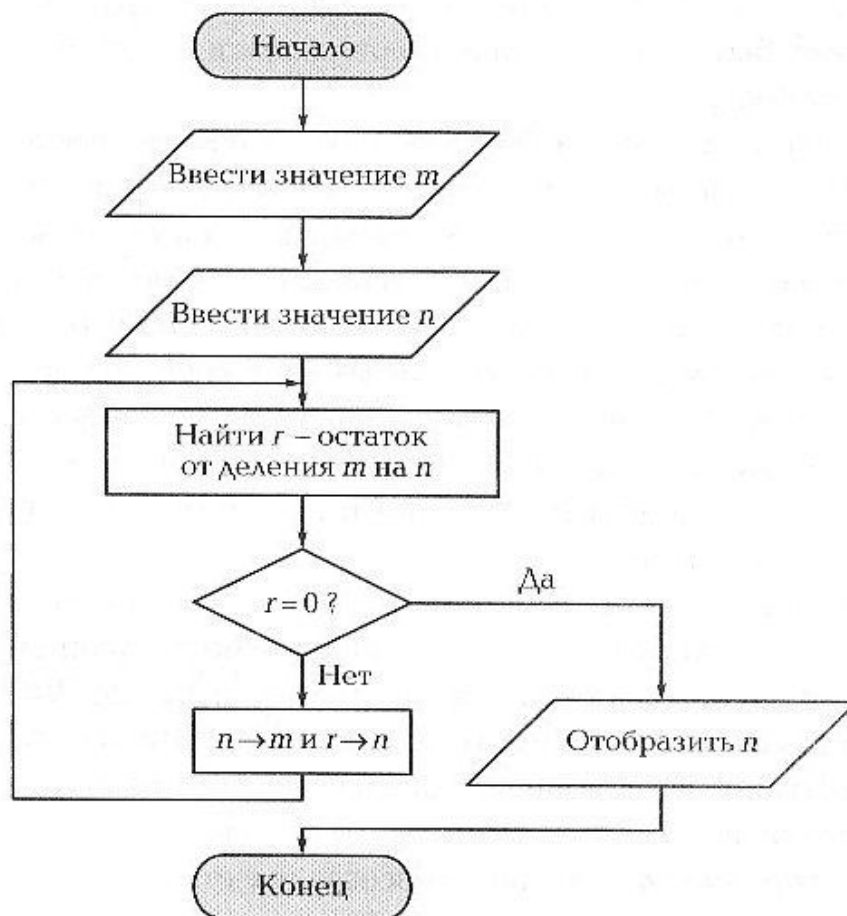 Начало
Ввести значение m
Ввести значение n
Найти r – остаток
от деления m на n
r = 0 ?
Да
Нет
n → m и r → n
Отобразить n
Конец